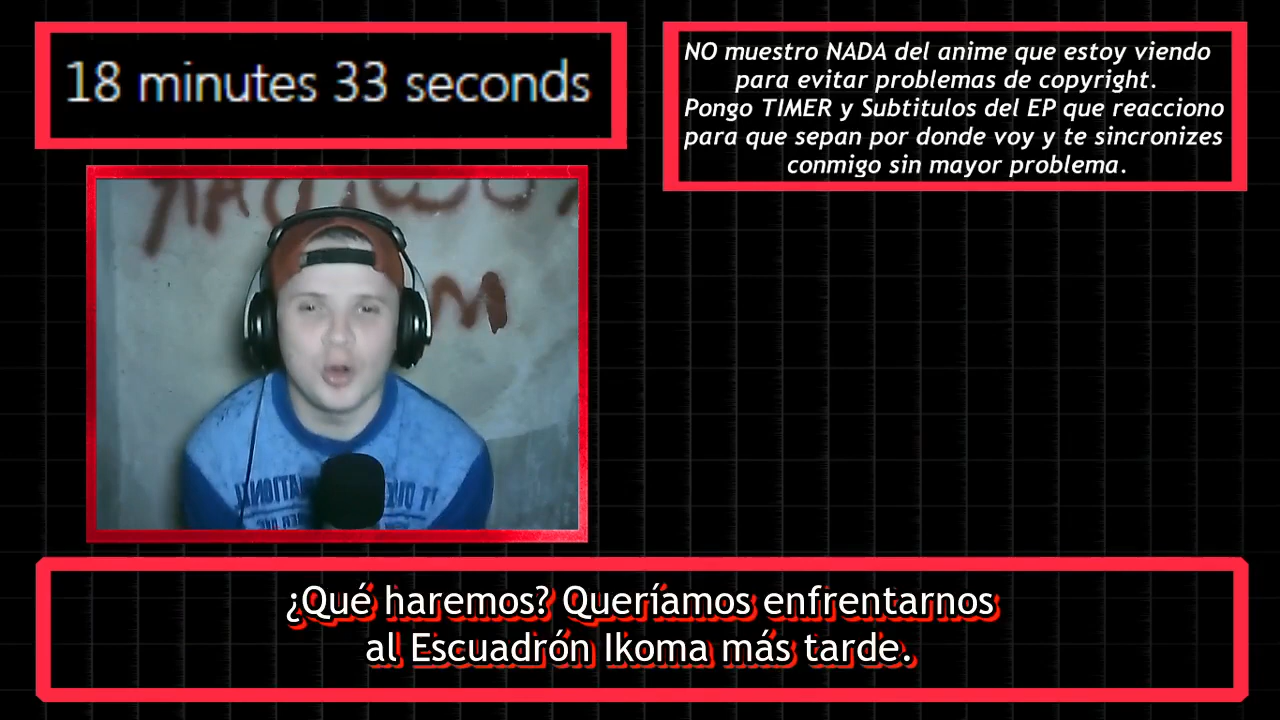 18 minutes 33 seconds
NO muestro NADA del anime que estoy viendo
para evitar problemas de copyright.
Pongo TIMER y Subtitulos del EP que reacciono
para que sepan por donde voy y te sincronizes
conmigo sin mayor problema.
¿Qué haremos? Queríamos enfrentarnos
al Escuadrón Ikoma más tarde.